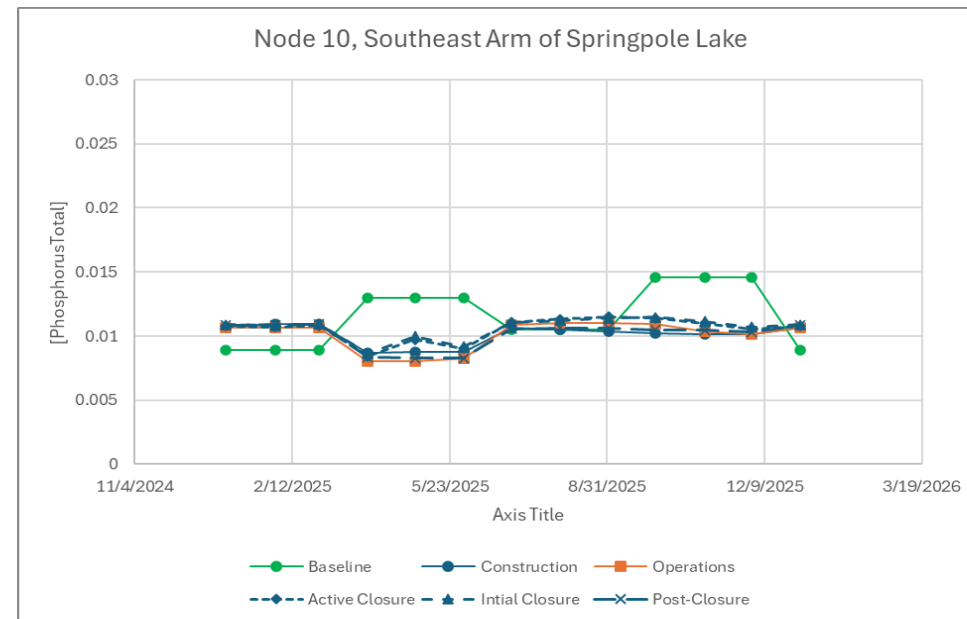 Node 10, Southeast Arm of Springpole Lake
0.03
0.025
0.02
0.015
0.01
0.005
0
[PhosphorusTotal]
11/4/2024 2/12/2025 5/23/2025 8/31/2025 12/9/2025 3/19/2026
Axis Title
Baseline Construction Operations
Active Closure Intial Closure Post-Closure